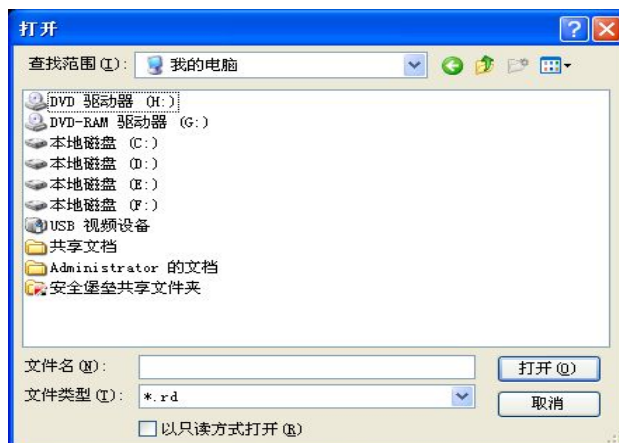 打开
查找范围(I): 我的电脑
DVD 驱动器 (H:)
DVD-RAM 驱动器 (G:)
本地磁盘 (C:)
本地磁盘 (D:)
本地磁盘 (E:)
本地磁盘 (F:)
USB 视频设备
共享文档
Administrator 的文档
安全堡垒共享文件夹
文件名(N): 打开(O)
文件类型(T): *.rd 取消
以只读方式打开(R)